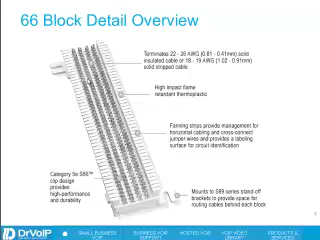 66 Block Detail Overview
Terminates 22 - 26 AWG (0.81 - 0.41mm) solid
insulated cable or 18 - 19 AWG (1.02 - 0.91mm)
solid stripped cable
High impact flame
retardant thermoplastic
Fanning strips provide management for
horizontal cabling and cross-connect
jumper wires and provides a labeling
surface for circuit identification
Category 5e S66™
clip design
provides
high-performance
and durability
Mounts to S89 series stand-off
brackets to provide space for
routing cables behind each block
DrVoIP
SMALL BUSINESS
VOIP
BUSINESS VOIP
SUPPORT
HOSTED VOIP
VOIP VIDEO
LIBRARY
PRODUCTS &
SERVICES